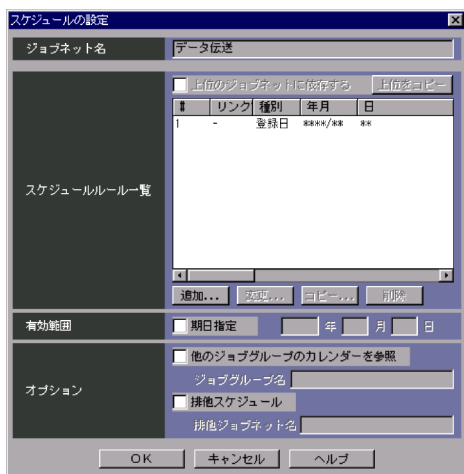 スケジュールの設定
ジョブネット名 データ伝送
上位のジョブネットに依存する 上位をコピー
# リンク 種別 年月 日
1 - 登録日 ****/** **
スケジュールルール一覧
追加... 変更... コピー... 削除
有効範囲 期日指定 年 月 日
他のジョブグループのカレンダーを参照
ジョブグループ名
オプション
排他スケジュール
排他ジョブネット名
OK キャンセル ヘルプ